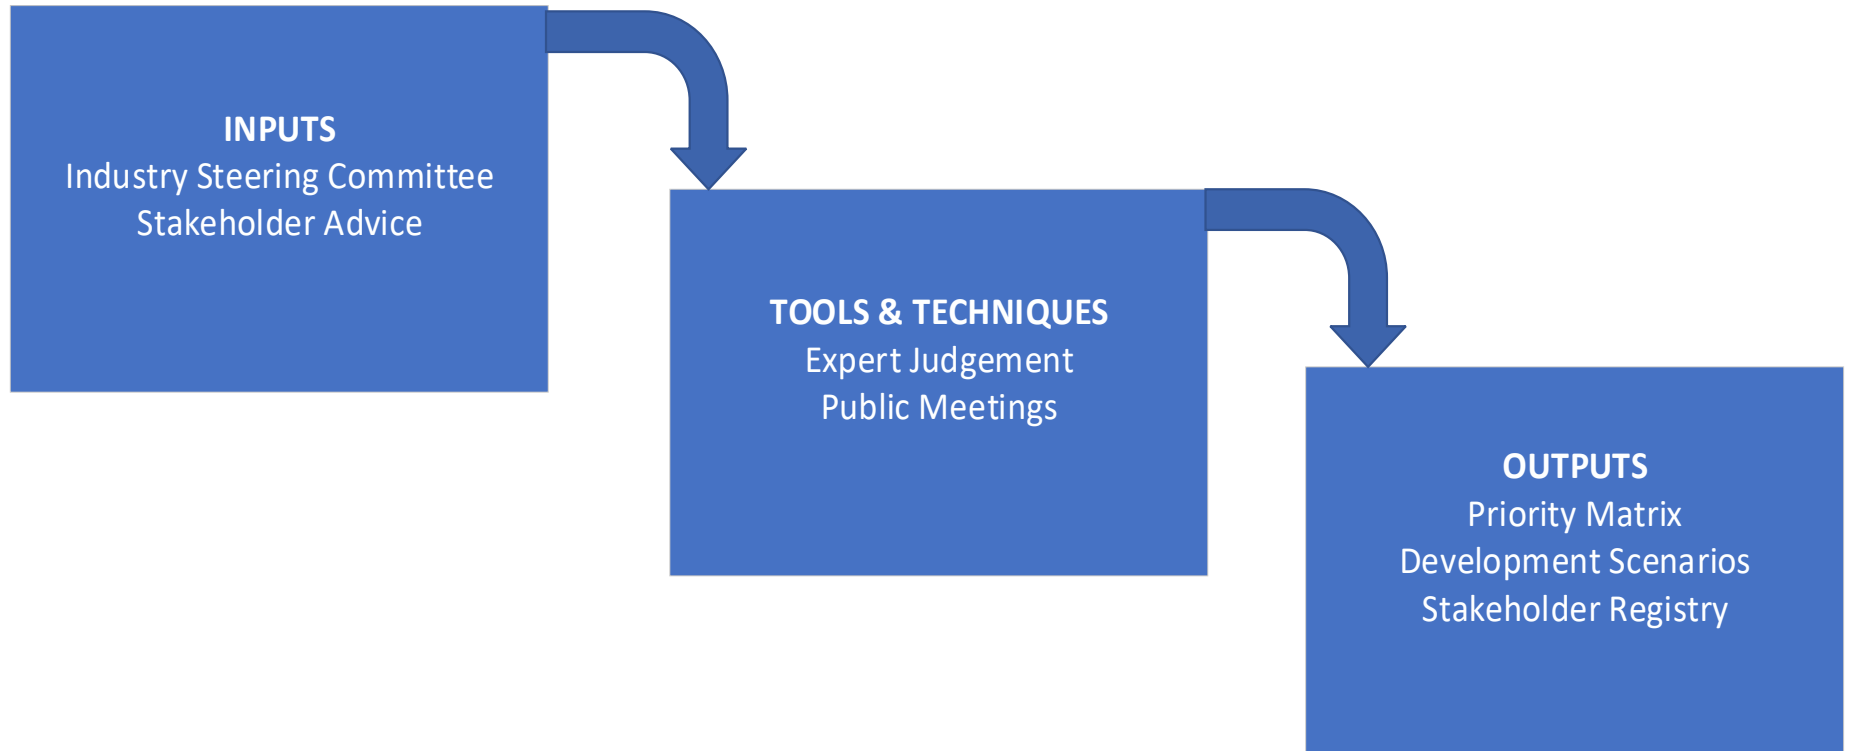 INPUTS
Industry Steering Committee
Stakeholder Advice
TOOLS & TECHNIQUES
Expert Judgement
Public Meetings
OUTPUTS
Priority Matrix
Development Scenarios
Stakeholder Registry